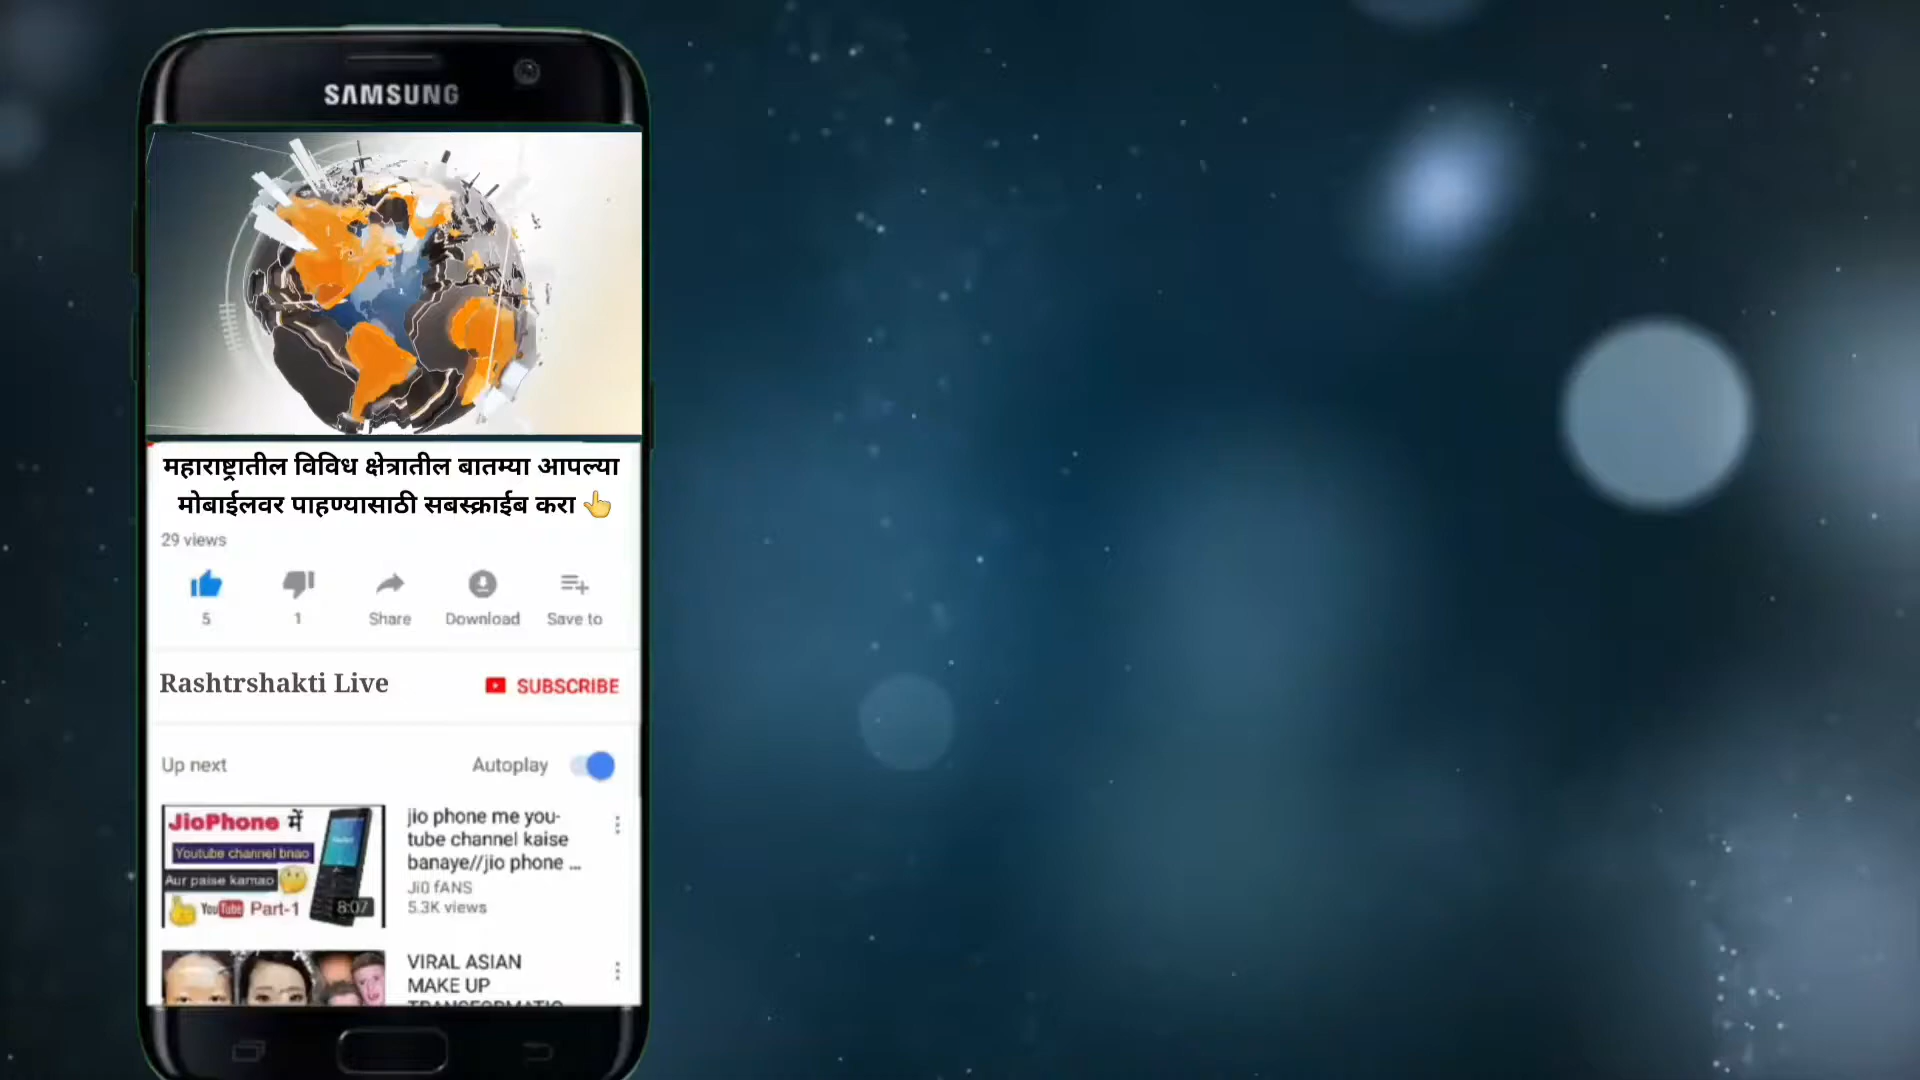 SAMSUNG
महाराष्ट्रातील विविध क्षेत्रातील बातम्या आपल्या
मोबाईलवर पाहण्यासाठी सबस्क्राईब करा 👆
29 views
5
1
Share
Download
Save to
Rashtrshakti Live
SUBSCRIBE
Up next
Autoplay
JioPhone में
Youtube channel bnao
Aur paise kamao
YouTube Part-1
8:07
jio phone me you-
tube channel kaise
banaye//jio phone ...
Ji0 fANS
5.3K views
VIRAL ASIAN
MAKE UP